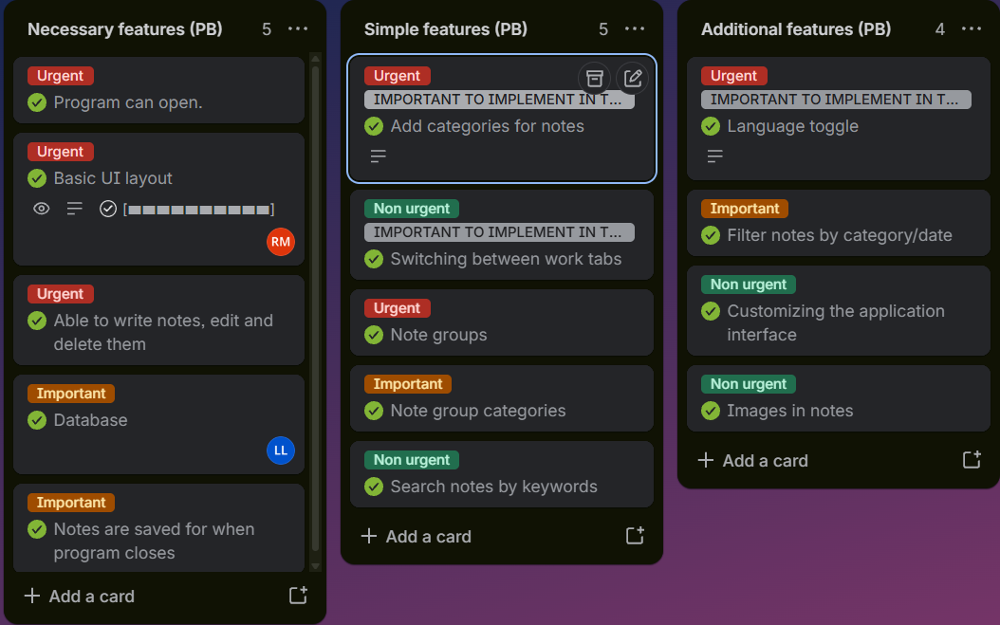 Necessary features (PB) 5
Urgent
Program can open.
Urgent
Basic UI layout
[■■■■■■■■■■]
RM
Urgent
Able to write notes, edit and
delete them
Important
Database
LL
Important
Notes are saved for when
program closes
Add a card
Simple features (PB) 5
Urgent
IMPORTANT TO IMPLEMENT IN T...
Add categories for notes
Non urgent
IMPORTANT TO IMPLEMENT IN T...
Switching between work tabs
Urgent
Note groups
Important
Note group categories
Non urgent
Search notes by keywords
Add a card
Additional features (PB) 4
Urgent
IMPORTANT TO IMPLEMENT IN T...
Language toggle
Important
Filter notes by category/date
Non urgent
Customizing the application
interface
Non urgent
Images in notes
Add a card